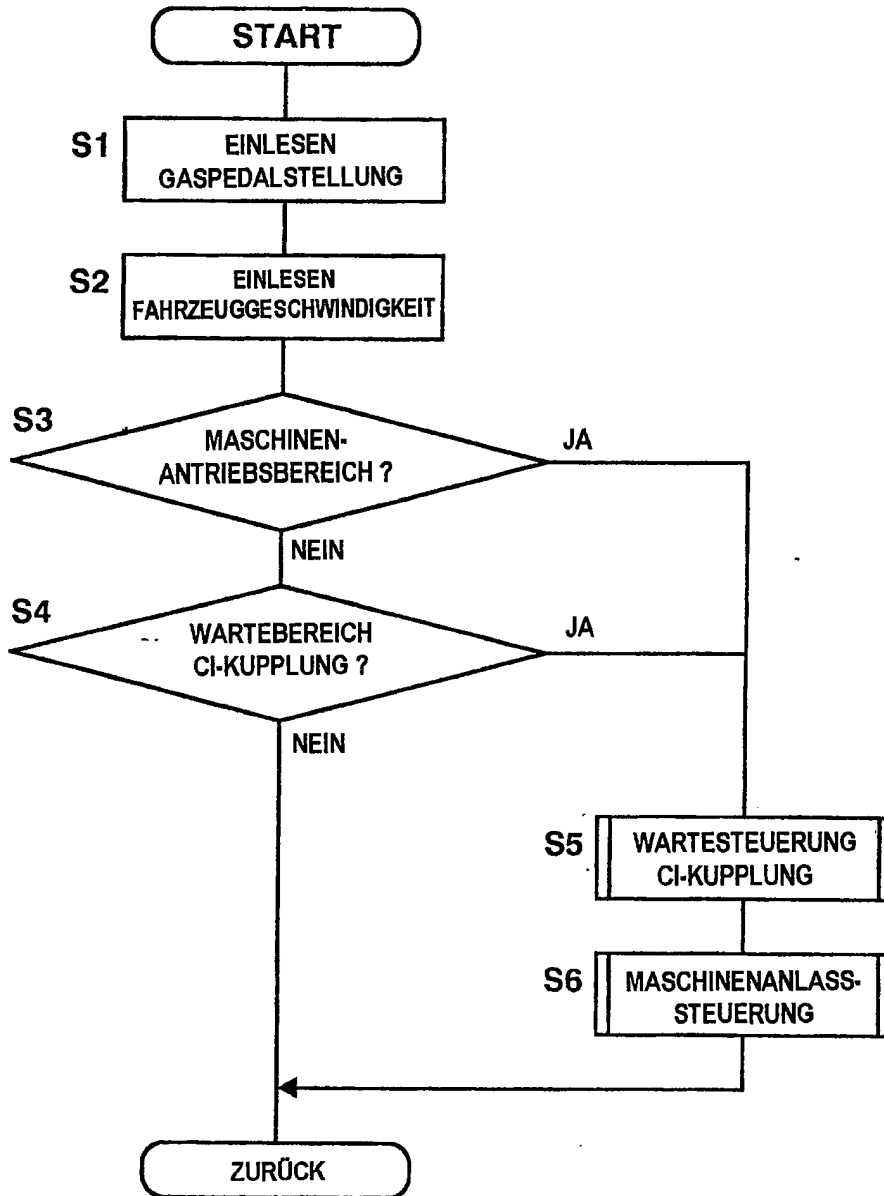 START
S1
EINLESEN
GASPEDALSTELLUNG
S2
EINLESEN
FAHRZEUGGESCHWINDIGKEIT
S3
MASCHINEN-
ANTRIEBSBEREICH ?
JA
NEIN
S4
WARTEBEREICH
CI-KUPPLUNG ?
JA
NEIN
S5
WARTESTEUERUNG
CI-KUPPLUNG
S6
MASCHINENANLASS-
STEUERUNG
ZURÜCK